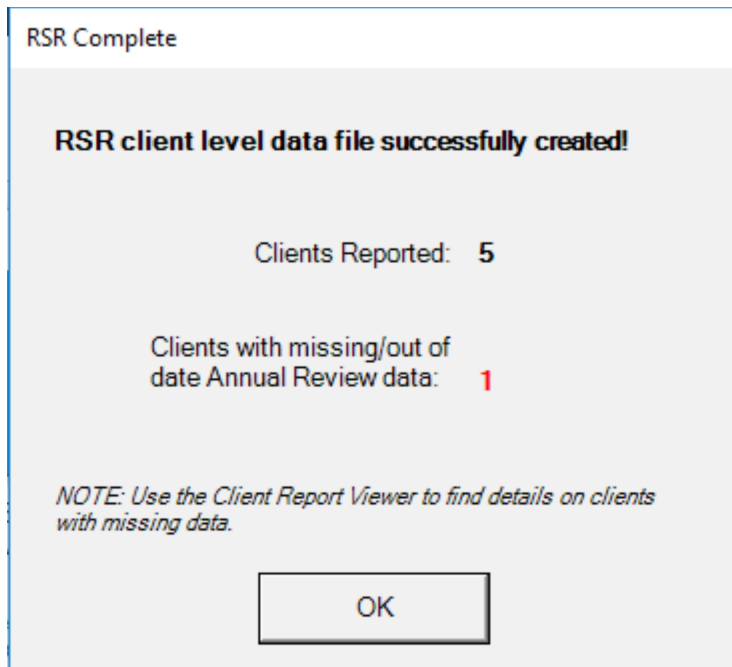 RSR Complete
RSR client level data file successfully created!
Clients Reported: 5
Clients with missing/out of
date Annual Review data: 1
NOTE: Use the Client Report Viewer to find details on clients
with missing data.
OK